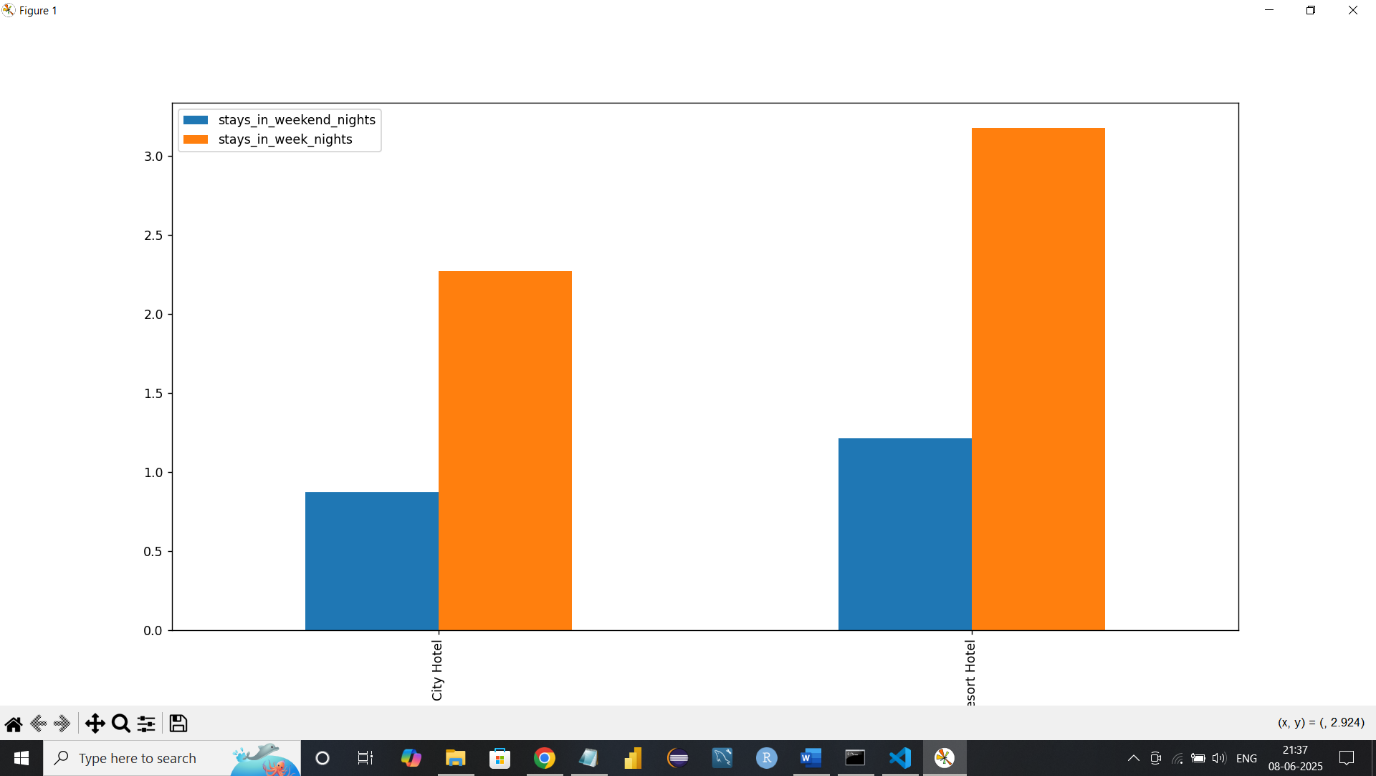 Figure 1
stays_in_weekend_nights
stays_in_week_nights
3.0
2.5
2.0
1.5
1.0
0.5
0.0
City Hotel
esort Hotel
(x, y) = (, 2.924)
Type here to search
R
W
ENG
21:37
08-06-2025